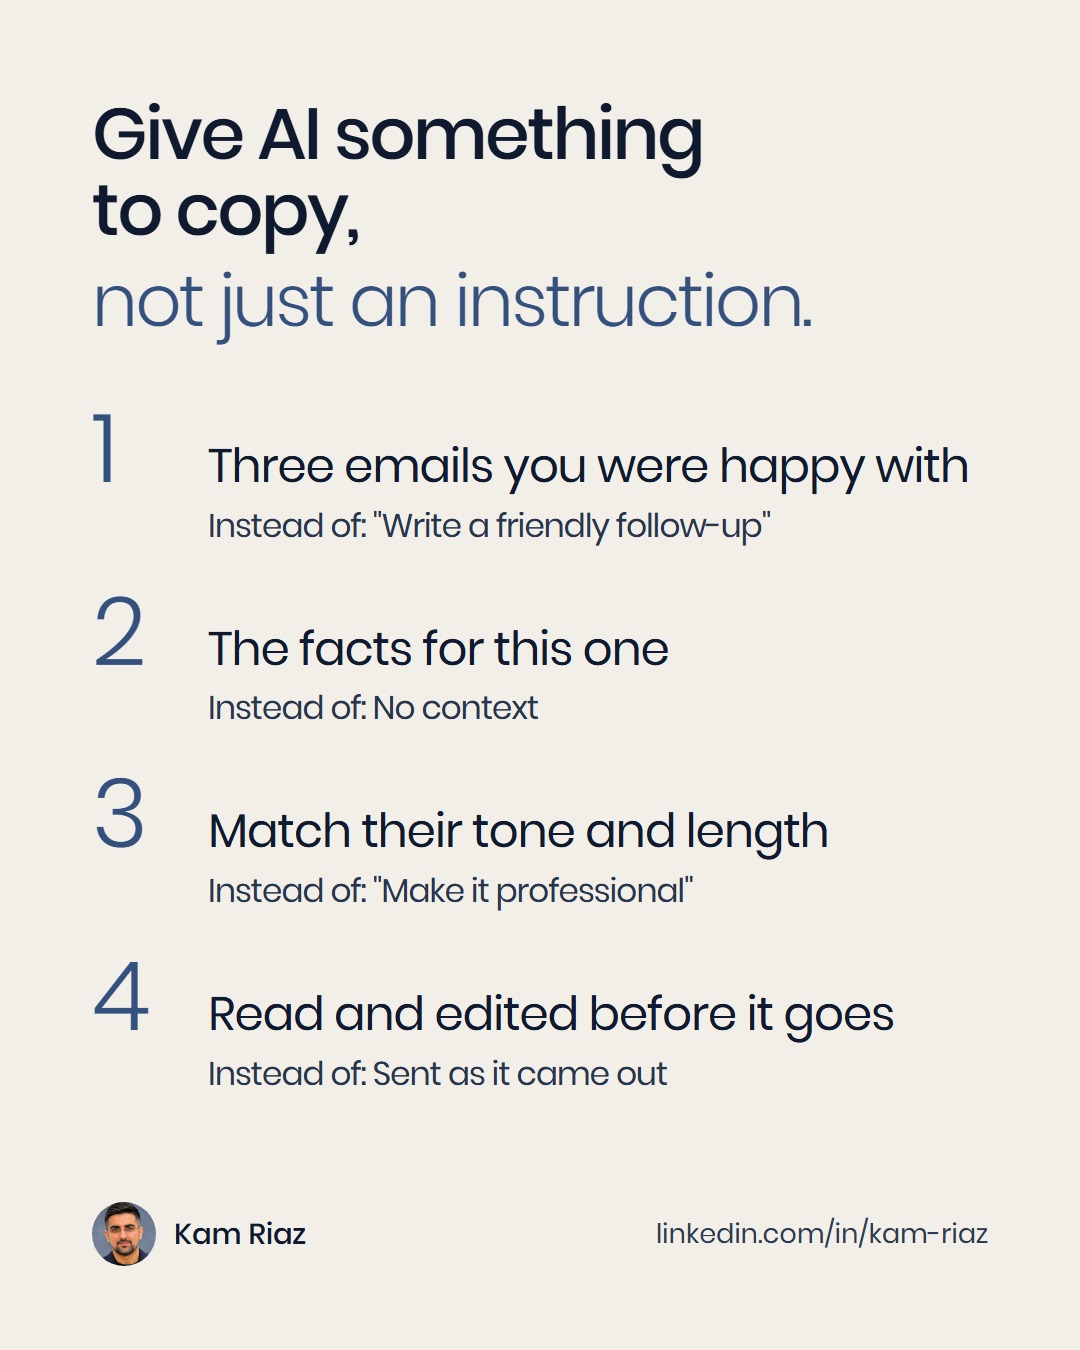 Give AI something
to copy,
not just an instruction.
1
Three emails you were happy with
Instead of: "Write a friendly follow-up"
2
The facts for this one
Instead of: No context
3
Match their tone and length
Instead of: "Make it professional"
4
Read and edited before it goes
Instead of: Sent as it came out
Kam Riaz
linkedin.com/in/kam-riaz